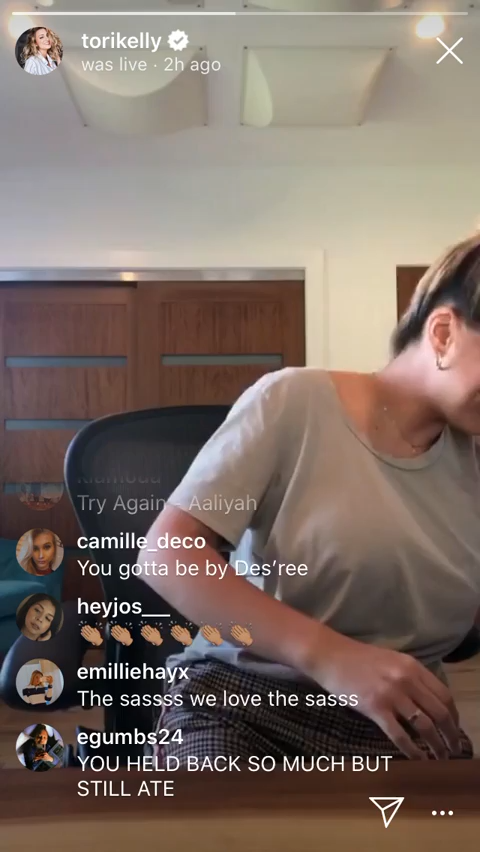 torikelly
was live · 2h ago
Try Again - Aaliyah
camille_deco
You gotta be by Des'ree
heyjos___
👏🏼👏🏼👏🏼👏🏼👏🏼👏🏼
emilliehayx
The sassss we love the sasss
egumbs24
YOU HELD BACK SO MUCH BUT
STILL ATE